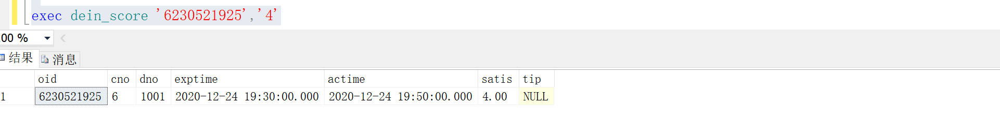 exec dein_score '6230521925','4'
.00 %
结果 消息
oid cno dno exptime actime satis tip
1 6230521925 6 1001 2020-12-24 19:30:00.000 2020-12-24 19:50:00.000 4.00 NULL